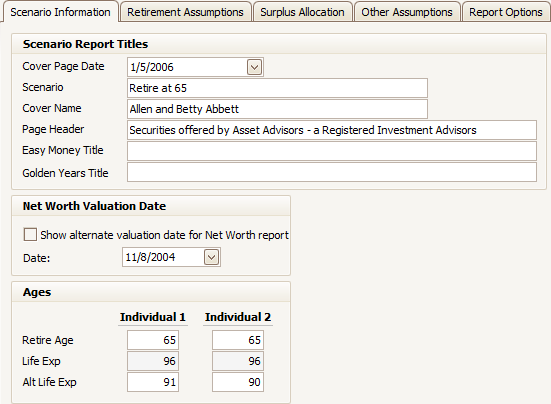 Scenario Information Retirement Assumptions Surplus Allocation Other Assumptions Report Options
Scenario Report Titles
Cover Page Date 1/5/2006
Scenario Retire at 65
Cover Name Allen and Betty Abbett
Page Header Securities offered by Asset Advisors - a Registered Investment Advisors
Easy Money Title
Golden Years Title
Net Worth Valuation Date
Show alternate valuation date for Net Worth report
Date: 11/8/2004
Ages
Individual 1 Individual 2
Retire Age 65 65
Life Exp 96 96
Alt Life Exp 91 90